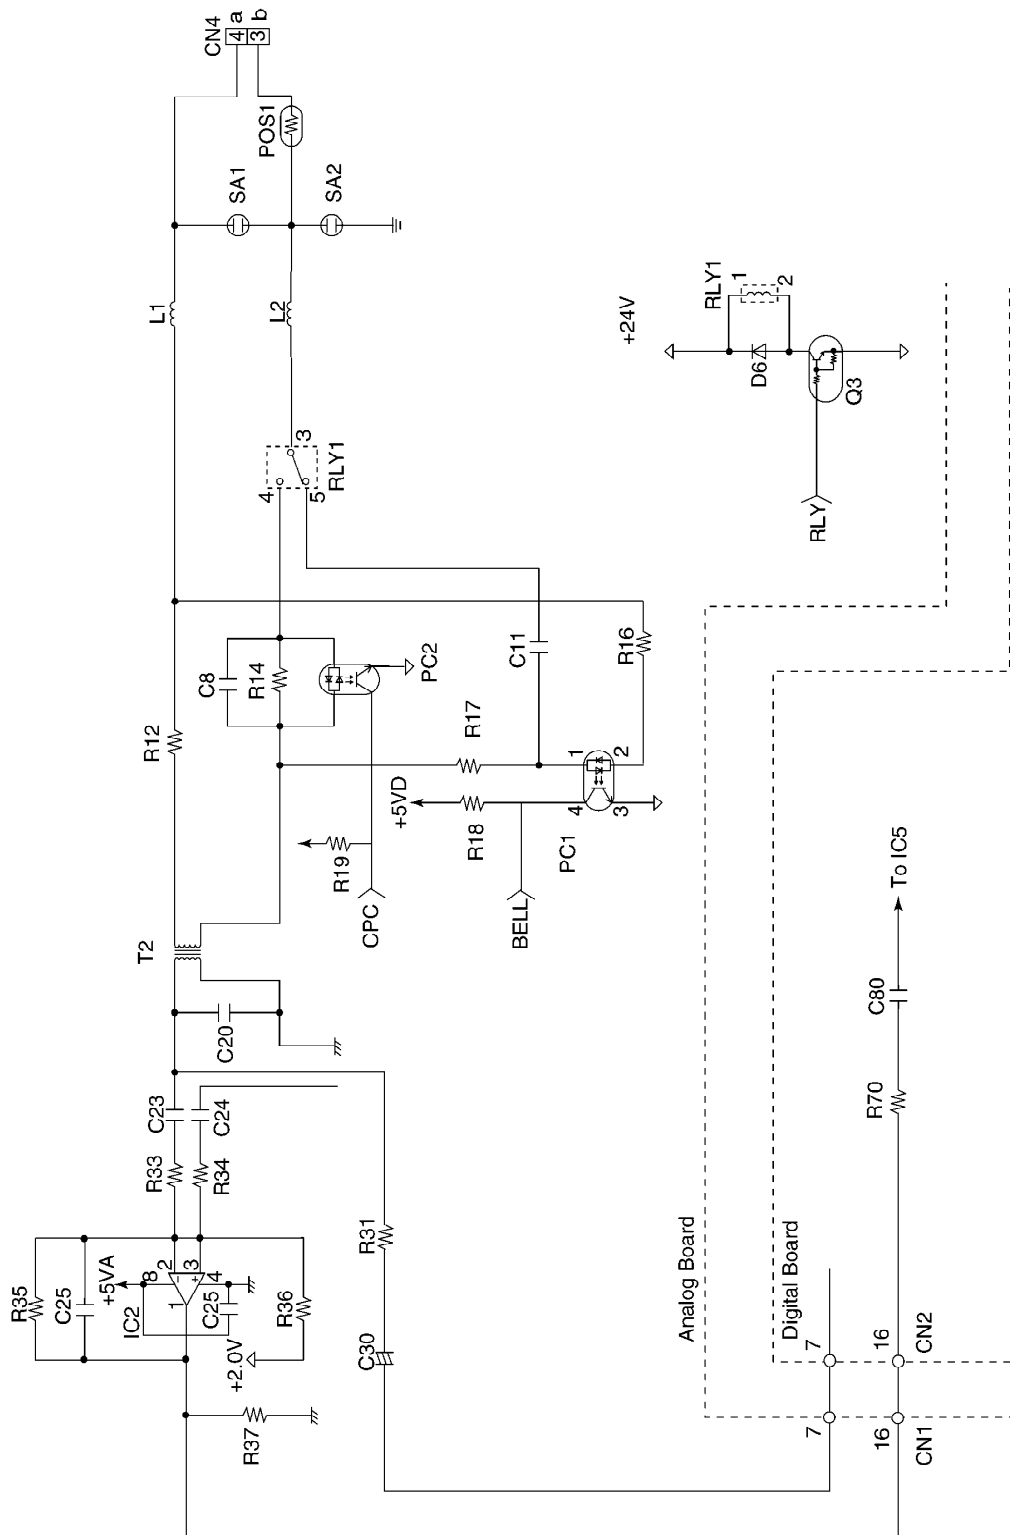 CN4
4 a
3 b
POS1
SA1
SA2
L1
L2
RLY1
3
4
5
+24V
RLY1
1
2
D6
Q3
RLY
R12
C8
R14
PC2
C11
R16
R17
+5VD
R18
1
2
4
3
PC1
R19
CPC
BELL
T2
C20
C23
C24
R33
R34
R35
C25
+5VA
8
2
3
4
1
IC2
C25
R36
+2.0V
R37
R31
C30
To IC5
C80
R70
Analog Board
Digital Board
7
16
CN2
7
16
CN1